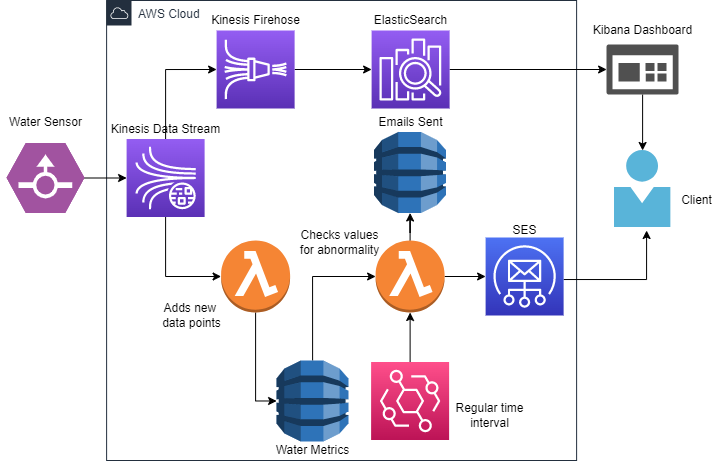 AWS Cloud
Kinesis Firehose
ElasticSearch
Kibana Dashboard
Water Sensor
Kinesis Data Stream
Emails Sent
Client
Checks values
for abnormality
SES
Adds new
data points
Regular time
interval
Water Metrics